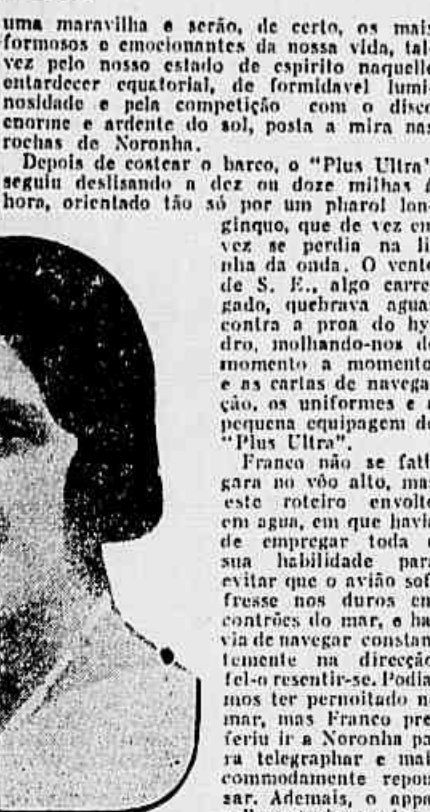 uma maravilha e serão, de certo, os mais
formosos e emocionantes da nossa vida, tal-
vez pelo nosso estado de espirito naquelle
entardecer equatorial, de formidavel lumi-
nosidade e pela competição com o disco
enorme e ardente do sol, posta a mira nas
rochas de Noronha.
Depois de costear o barco, o "Plus Ultra"
seguiu deslisando a dez ou doze milhas á
hora, orientado tão só por um pharol lon-
ginquo, que de vez em
vez se perdia na li-
nha da onda. O vento
de S. E., algo carre-
gado, quebrava aguas
contra a proa do hy-
dro, molhando-nos de
momento a momento,
e as cartas de navega-
ção, os uniformes e a
pequena equipagem do
"Plus Ultra".
Franco não se fati-
gara no vôo alto, mas
este roteiro envolto
em agua, em que havia
de empregar toda a
sua habilidade para
evitar que o avião sof-
fresse nos duros en-
contrões do mar, e ha-
via de navegar constan-
temente na direcção,
fel-o resentir-se. Podia-
mos ter pernoitado no
mar, mas Franco pre-
feriu ir a Noronha pa-
ra telegraphar e mais
commodamente repou-
sar. Ademais, o appa-